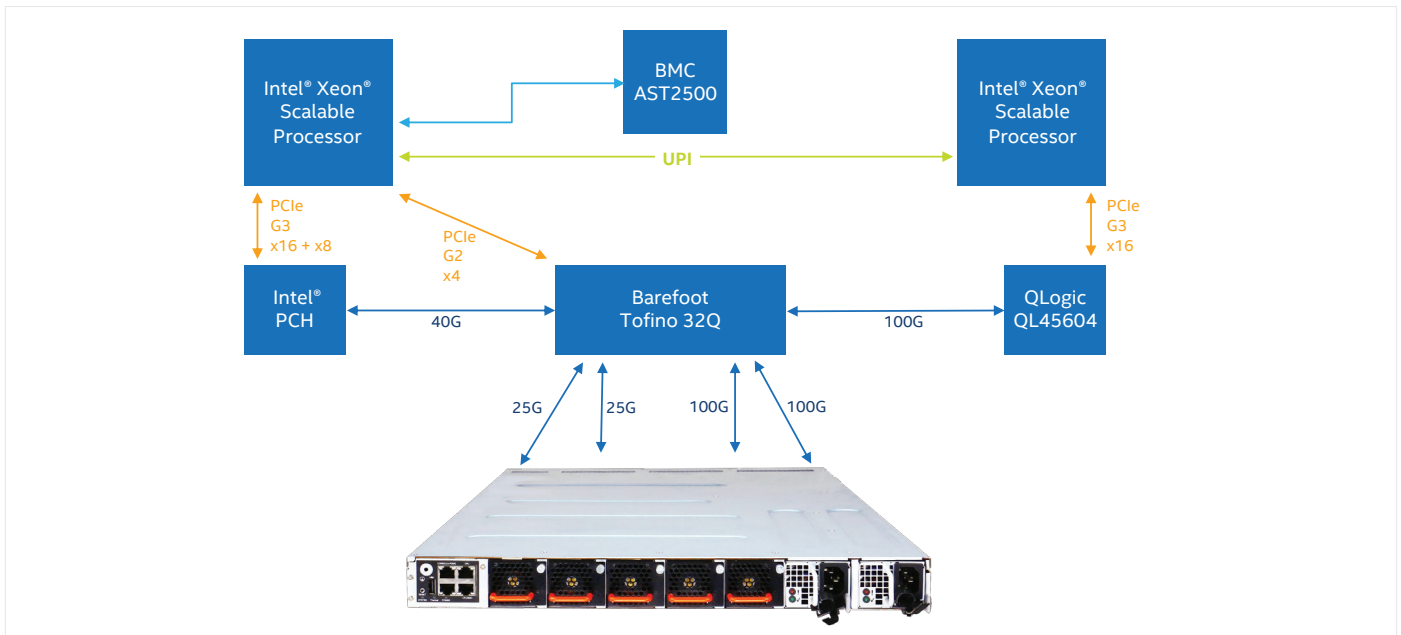 Intel® Xeon®
Scalable
Processor
BMC
AST2500
Intel® Xeon®
Scalable
Processor
UPI
PCIe
G3
x16 + x8
PCIe
G2
x4
PCIe
G3
x16
Intel®
PCH
40G
Barefoot
Tofino 32Q
100G
QLogic
QL45604
25G
25G
100G
100G